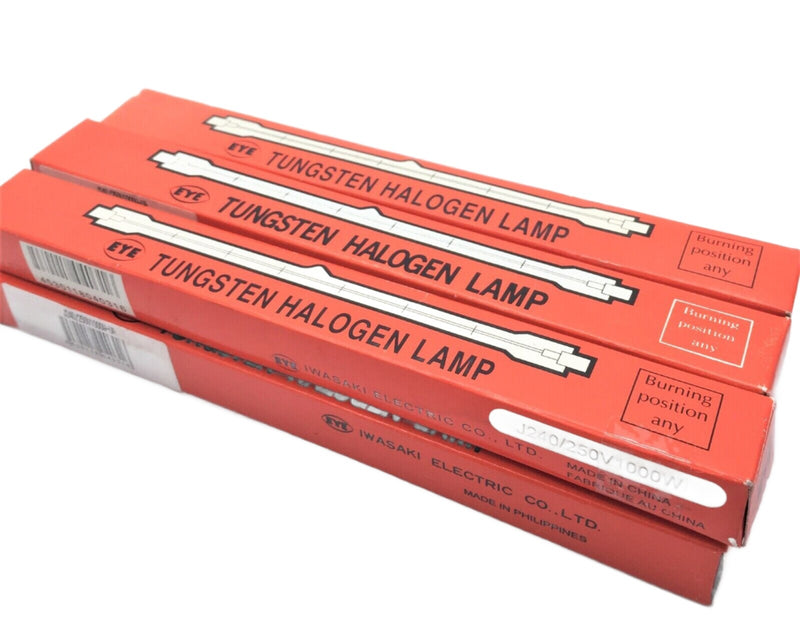 EYE TUNGSTEN HALOGEN LAMP
Burning
position
any
EYE TUNGSTEN HALOGEN LAMP
Burning
position
any
EYE TUNGSTEN HALOGEN LAMP
Burning
position
any
4530118040316
EYE IWASAKI ELECTRIC CO., LTD.
J240/250V1000W
MADE IN CHINA
FABRIQUE AU CHINA
EYE IWASAKI ELECTRIC CO.,LTD.
MADE IN PHILIPPINES